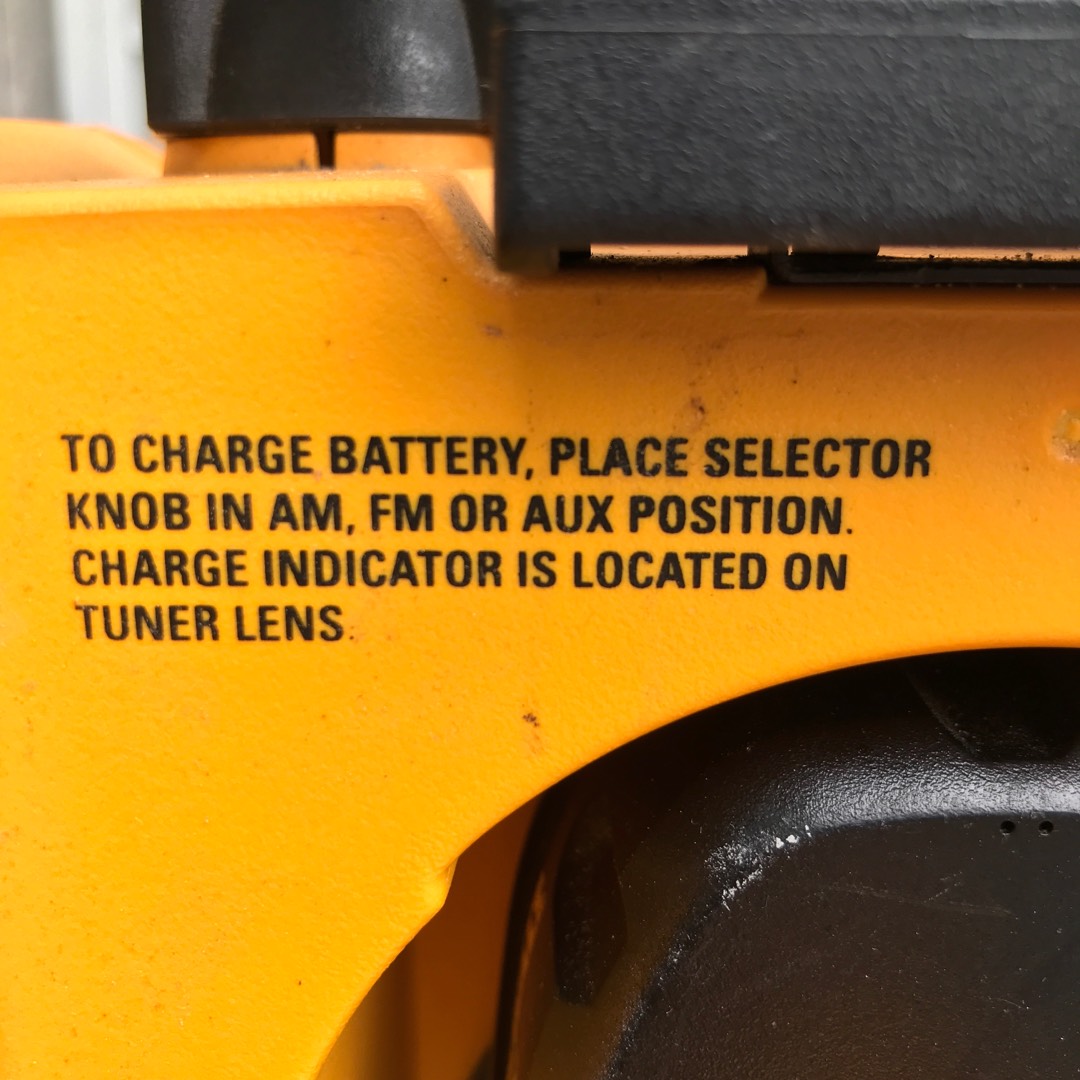 TO CHARGE BATTERY, PLACE SELECTOR
KNOB IN AM, FM OR AUX POSITION.
CHARGE INDICATOR IS LOCATED ON
TUNER LENS.